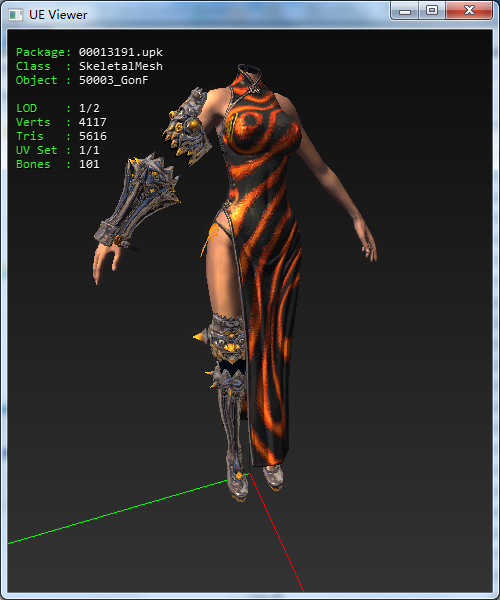 UE Viewer
Package: 00013191.upk
Class : SkeletalMesh
Object : 50003_GonF
LOD : 1/2
Verts : 4117
Tris : 5616
UV Set : 1/1
Bones : 101